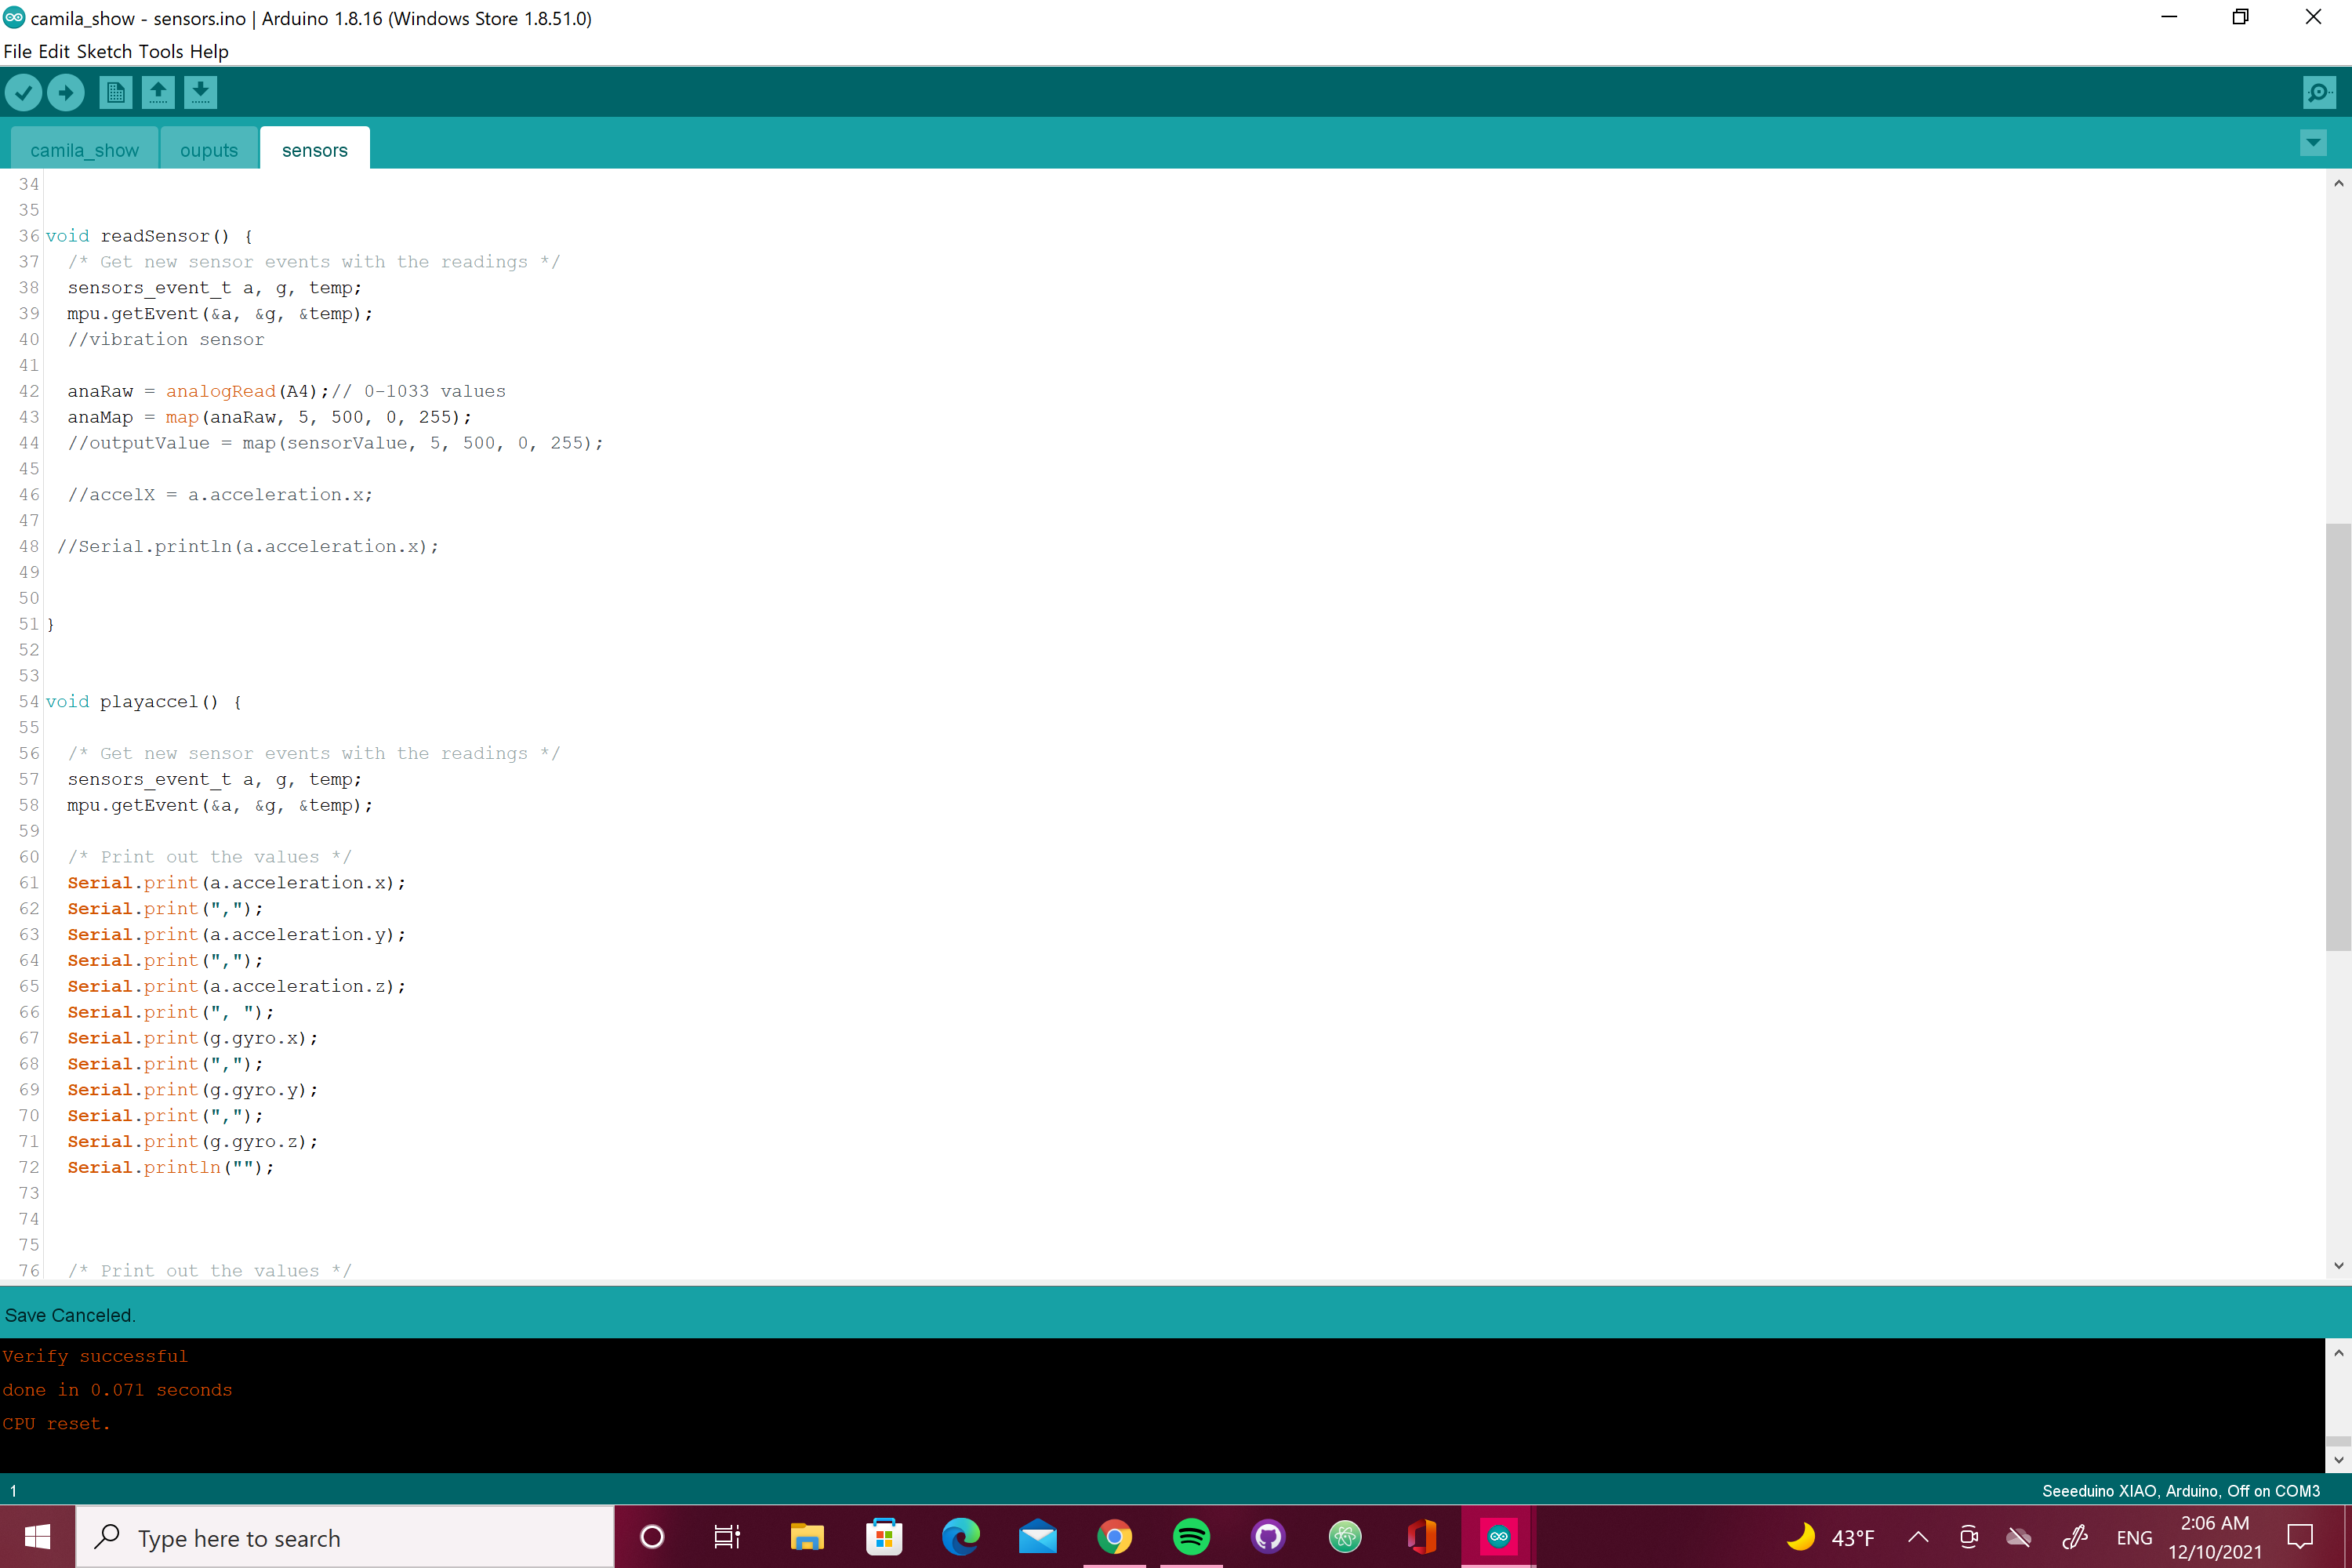 camila_show - sensors.ino | Arduino 1.8.16 (Windows Store 1.8.51.0)
File Edit Sketch Tools Help
camila_show ouputs sensors
34
35
36 void readSensor() {
37 /* Get new sensor events with the readings */
38 sensors_event_t a, g, temp;
39 mpu.getEvent(&a, &g, &temp);
40 //vibration sensor
41
42 anaRaw = analogRead(A4);// 0-1033 values
43 anaMap = map(anaRaw, 5, 500, 0, 255);
44 //outputValue = map(sensorValue, 5, 500, 0, 255);
45
46 //accelX = a.acceleration.x;
47
48 //Serial.println(a.acceleration.x);
49
50
51 }
52
53
54 void playaccel() {
55
56 /* Get new sensor events with the readings */
57 sensors_event_t a, g, temp;
58 mpu.getEvent(&a, &g, &temp);
59
60 /* Print out the values */
61 Serial.print(a.acceleration.x);
62 Serial.print(",");
63 Serial.print(a.acceleration.y);
64 Serial.print(",");
65 Serial.print(a.acceleration.z);
66 Serial.print(", ");
67 Serial.print(g.gyro.x);
68 Serial.print(",");
69 Serial.print(g.gyro.y);
70 Serial.print(",");
71 Serial.print(g.gyro.z);
72 Serial.println("");
73
74
75
76 /* Print out the values */
Save Canceled.
Verify successful
done in 0.071 seconds
CPU reset.
1 Seeeduino XIAO, Arduino, Off on COM3
Type here to search 43°F ENG 2:06 AM
12/10/2021